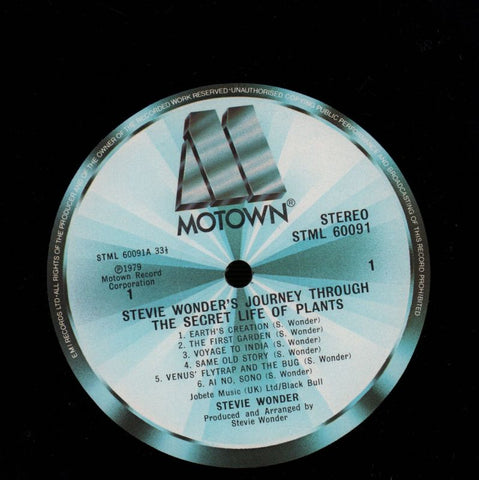 EMI RECORDS LTD·ALL RIGHTS OF THE PRODUCER AND OF THE OWNER OF THE RECORDED WORK RESERVED·UNAUTHORISED COPYING PUBLIC PERFORMANCE AND BROADCASTING OF THIS RECORD PROHIBITED
MOTOWN®
STEREO
STML 60091
STML 60091A 33⅓
℗1979
Motown Record
Corporation
1
1
STEVIE WONDER'S JOURNEY THROUGH
THE SECRET LIFE OF PLANTS
1. EARTH'S CREATION (S. Wonder)
2. THE FIRST GARDEN (S. Wonder)
3. VOYAGE TO INDIA (S. Wonder)
4. SAME OLD STORY (S. Wonder)
5. VENUS' FLYTRAP AND THE BUG (S. Wonder)
6. AI NO, SONO (S. Wonder)
Jobete Music (UK) Ltd/Black Bull
STEVIE WONDER
Produced and Arranged by
Stevie Wonder